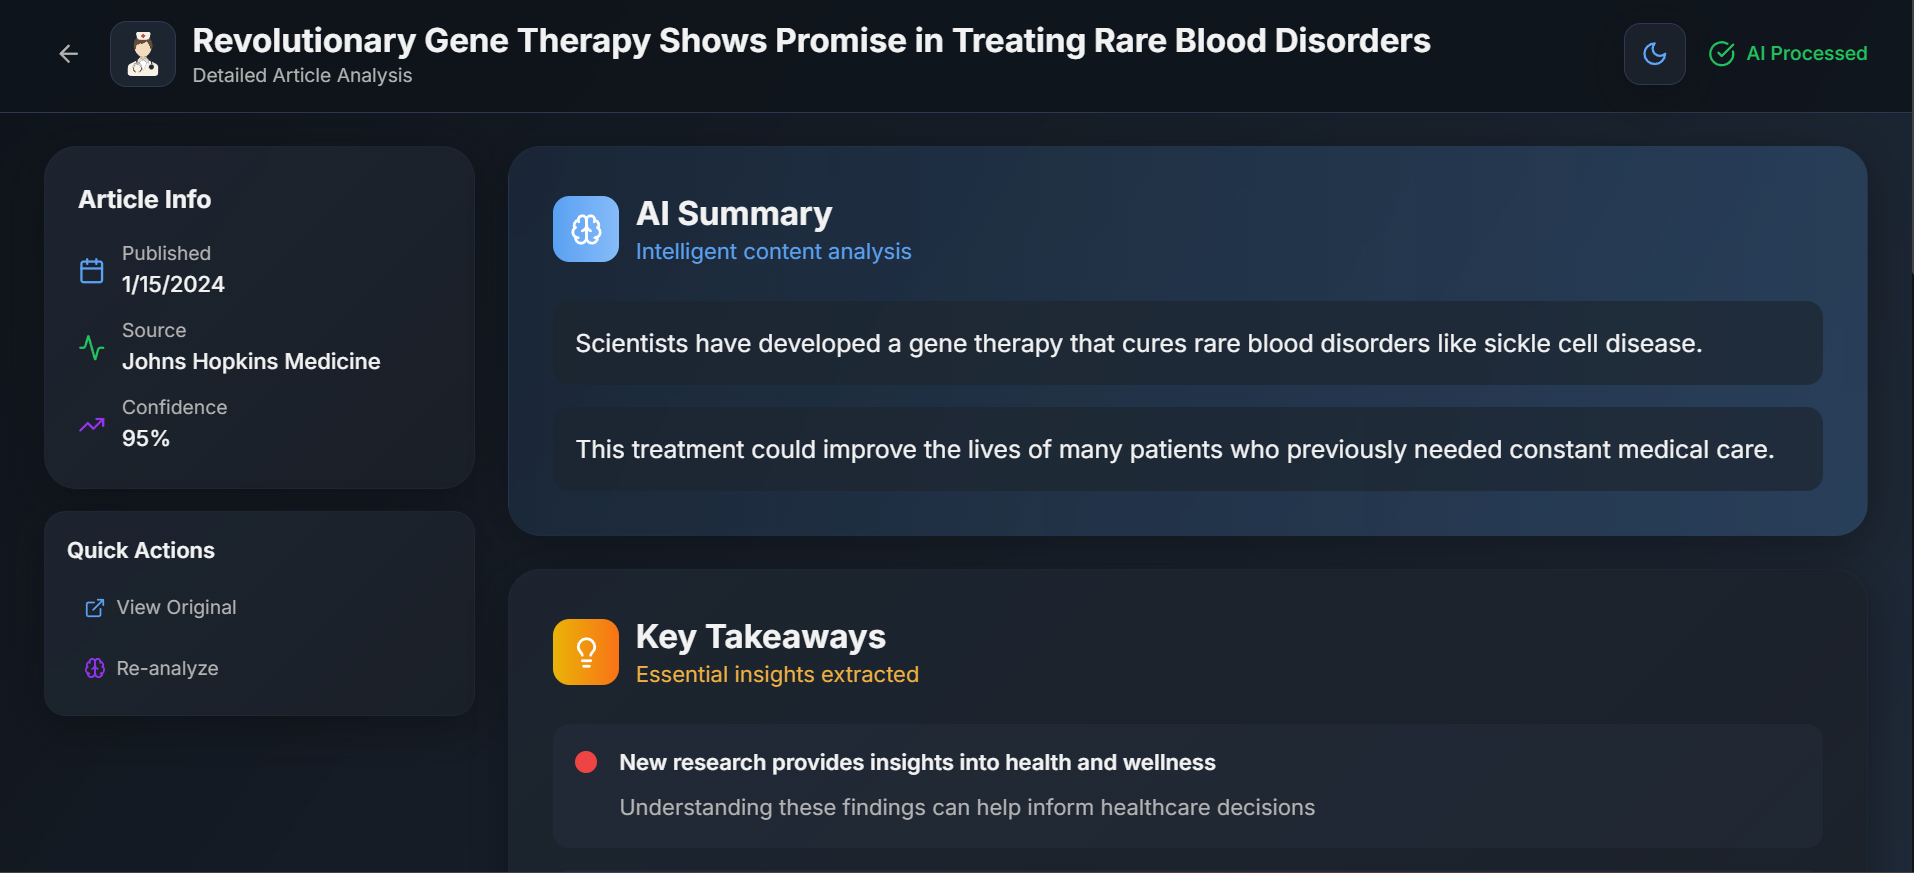 Revolutionary Gene Therapy Shows Promise in Treating Rare Blood Disorders
Detailed Article Analysis
AI Processed
Article Info
Published
1/15/2024
Source
Johns Hopkins Medicine
Confidence
95%
Quick Actions
View Original
Re-analyze
AI Summary
Intelligent content analysis
Scientists have developed a gene therapy that cures rare blood disorders like sickle cell disease.
This treatment could improve the lives of many patients who previously needed constant medical care.
Key Takeaways
Essential insights extracted
New research provides insights into health and wellness
Understanding these findings can help inform healthcare decisions